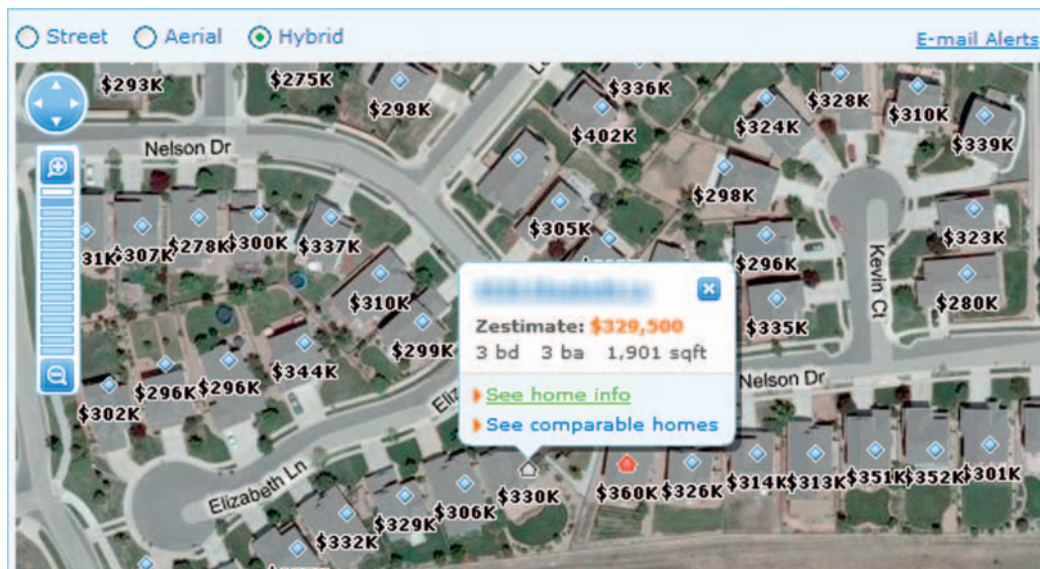 Street Aerial Hybrid
E-mail Alerts
$293K $275K $298K $336K $328K $310K
$402K $324K $339K
Nelson Dr
$298K
$307K $278K $300K $337K $305K $323K
$296K
Kevin Ct
$310K $280K
$335K
$299K
Zestimate: $329,500
3 bd 3 ba 1,901 sqft
See home info
See comparable homes
$344K
$296K $296K
$302K
Nelson Dr
Elizabeth Ln
$330K $360K $326K $314K $313K $351K $352K $301K
$306K
$329K
$332K